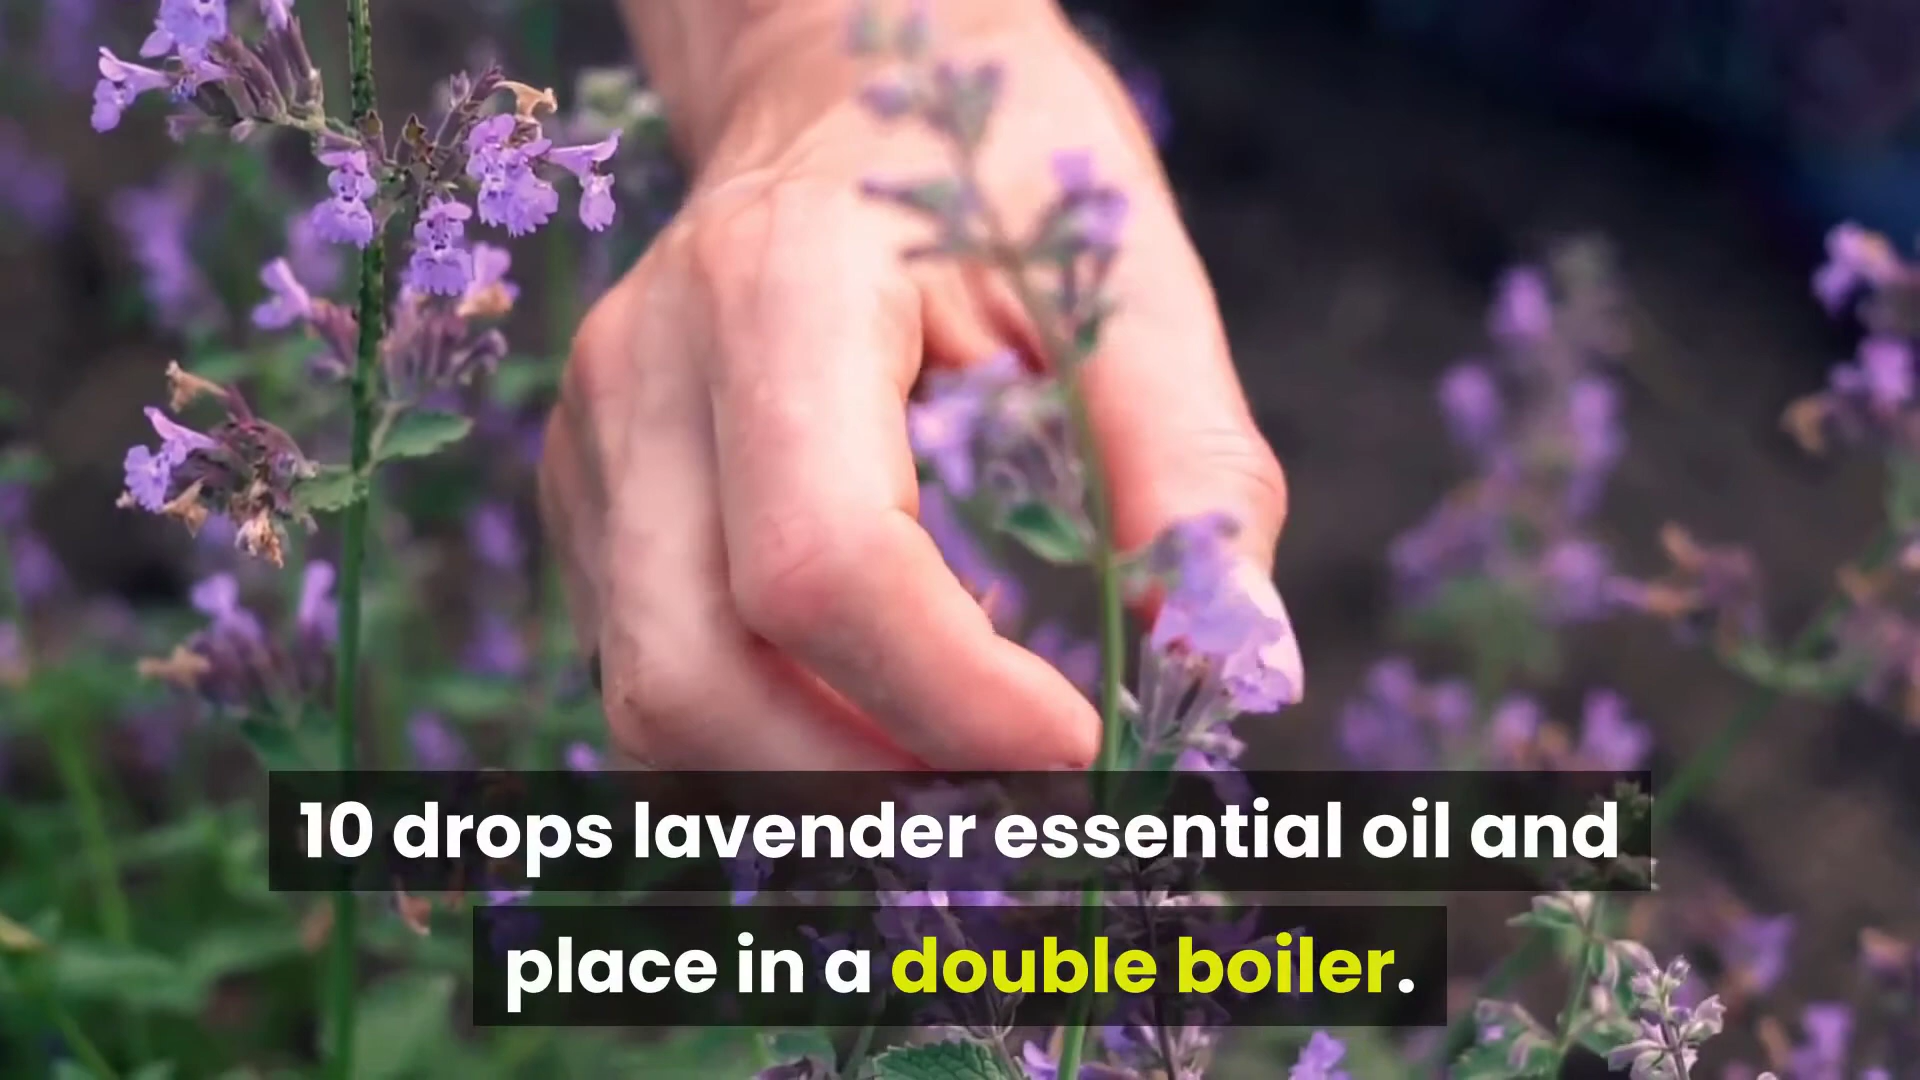 10 drops lavender essential oil and
place in a double boiler.